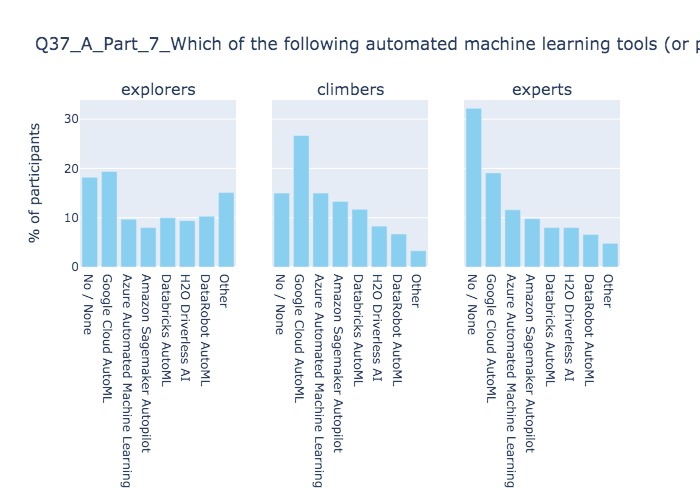 Q37_A_Part_7_Which of the following automated machine learning tools (or p
explorers
climbers
experts
% of participants
30
20
10
0
No / None
Google Cloud AutoML
Azure Automated Machine Learning
Amazon Sagemaker Autopilot
Databricks AutoML
H2O Driverless AI
DataRobot AutoML
Other
No / None
Google Cloud AutoML
Azure Automated Machine Learning
Amazon Sagemaker Autopilot
Databricks AutoML
H2O Driverless AI
DataRobot AutoML
Other
No / None
Google Cloud AutoML
Azure Automated Machine Learning
Amazon Sagemaker Autopilot
Databricks AutoML
H2O Driverless AI
DataRobot AutoML
Other